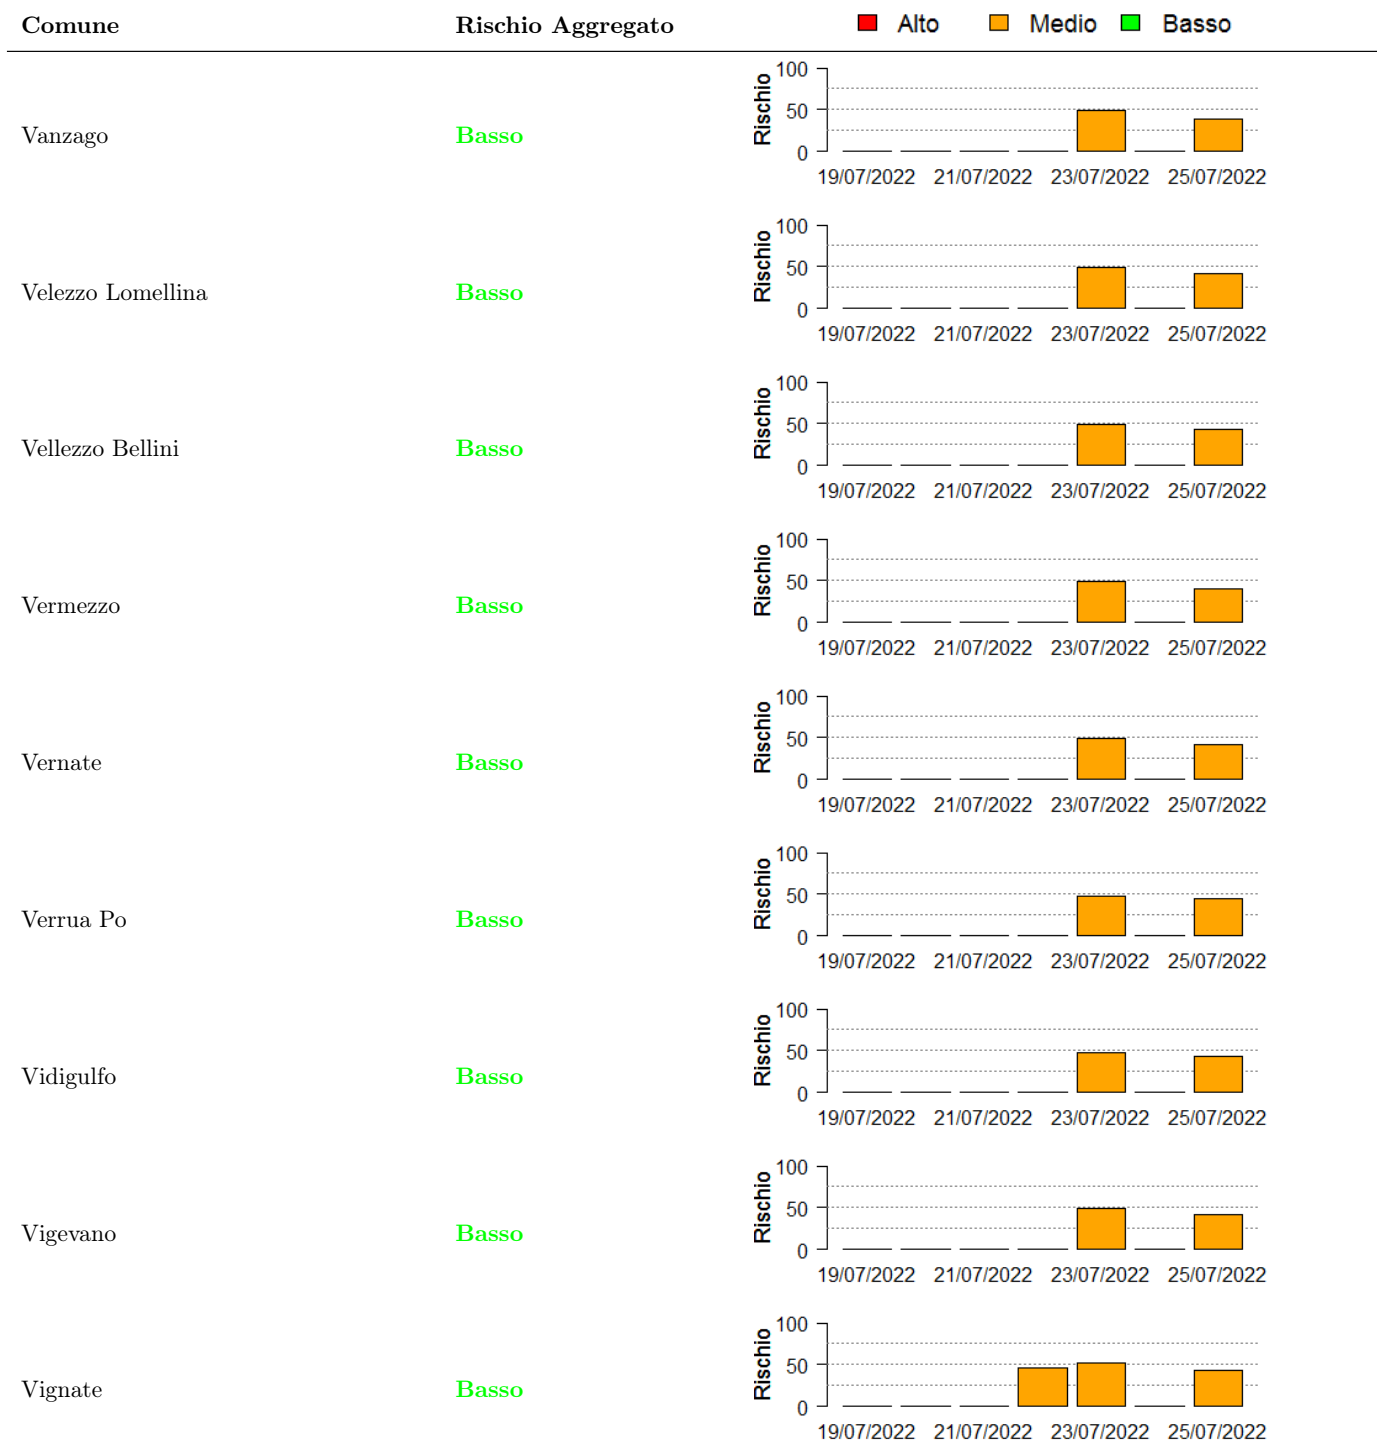 Comune Rischio Aggregato Alto Medio Basso
100
50
0
Rischio
Vanzago Basso
19/07/2022 21/07/2022 23/07/2022 25/07/2022
100
50
0
Rischio
Velezzo Lomellina Basso
19/07/2022 21/07/2022 23/07/2022 25/07/2022
100
50
0
Rischio
Vellezzo Bellini Basso
19/07/2022 21/07/2022 23/07/2022 25/07/2022
100
50
0
Rischio
Vermezzo Basso
19/07/2022 21/07/2022 23/07/2022 25/07/2022
100
50
0
Rischio
Vernate Basso
19/07/2022 21/07/2022 23/07/2022 25/07/2022
100
50
0
Rischio
Verrua Po Basso
19/07/2022 21/07/2022 23/07/2022 25/07/2022
100
50
0
Rischio
Vidigulfo Basso
19/07/2022 21/07/2022 23/07/2022 25/07/2022
100
50
0
Rischio
Vigevano Basso
19/07/2022 21/07/2022 23/07/2022 25/07/2022
100
50
0
Rischio
Vignate Basso
19/07/2022 21/07/2022 23/07/2022 25/07/2022